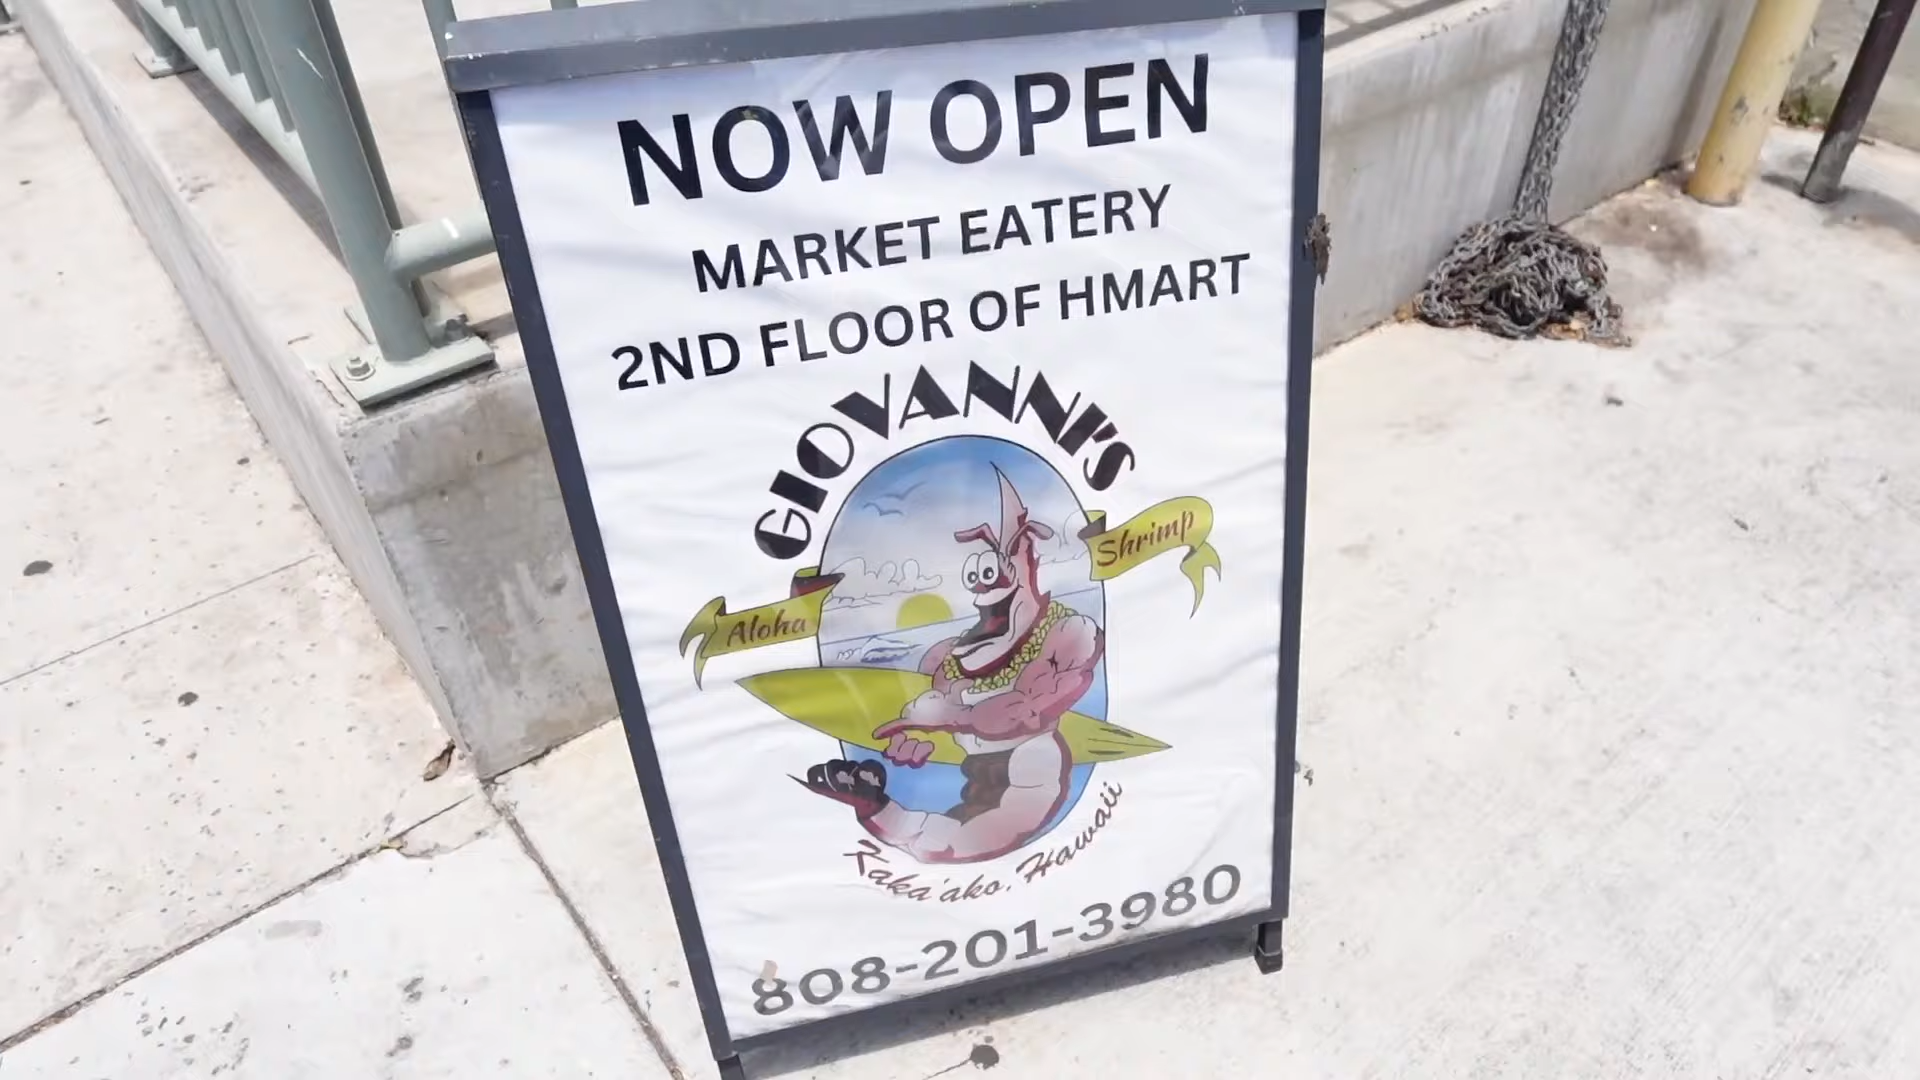 NOW OPEN
MARKET EATERY
2ND FLOOR OF HMART
GIOVANNI'S
Aloha
Shrimp
Kaka'ako, Hawaii
808-201-3980